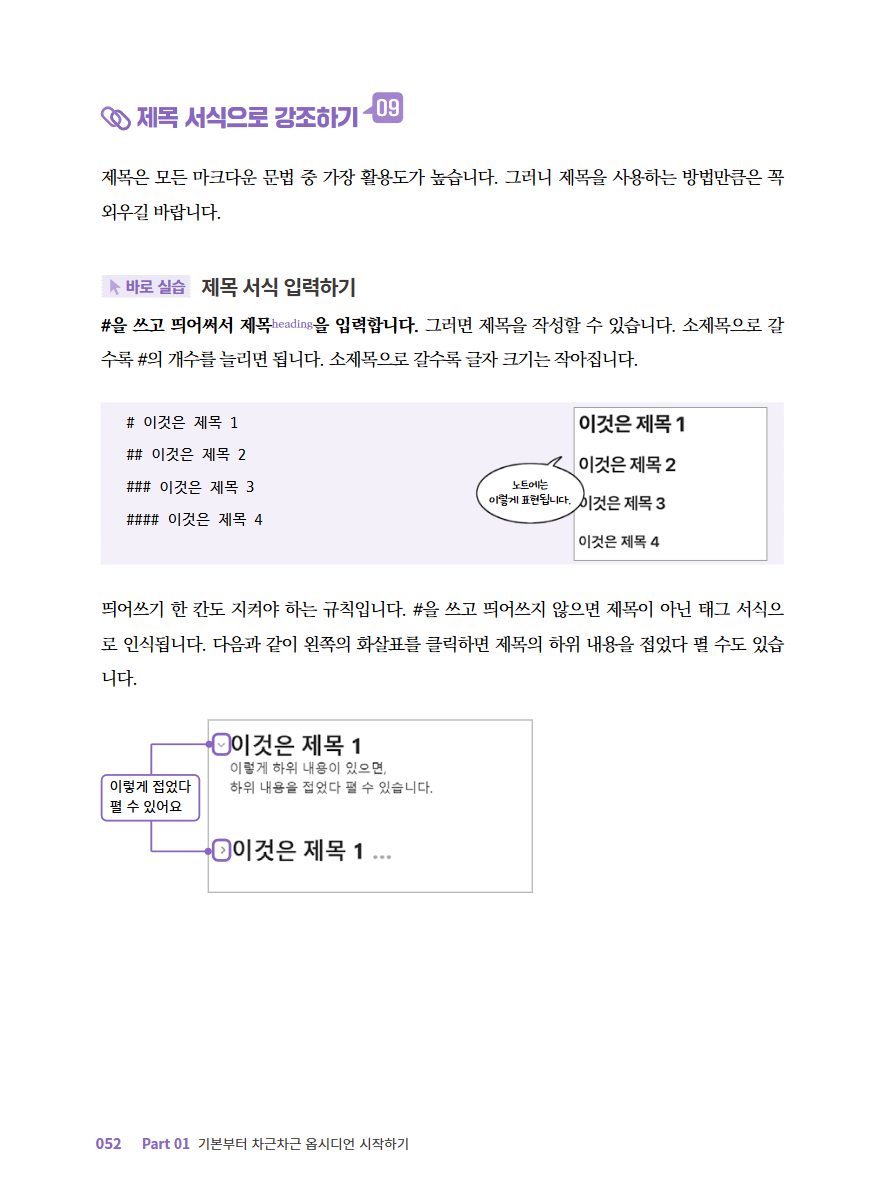 제목 서식으로 강조하기 09
제목은 모든 마크다운 문법 중 가장 활용도가 높습니다. 그러니 제목을 사용하는 방법만큼은 꼭
외우길 바랍니다.
바로 실습 제목 서식 입력하기
#을 쓰고 띄어써서 제목heading을 입력합니다. 그러면 제목을 작성할 수 있습니다. 소제목으로 갈
수록 #의 개수를 늘리면 됩니다. 소제목으로 갈수록 글자 크기는 작아집니다.
# 이것은 제목 1
## 이것은 제목 2
### 이것은 제목 3
#### 이것은 제목 4
노트에는
이렇게 표현됩니다.
이것은 제목 1
이것은 제목 2
이것은 제목 3
이것은 제목 4
띄어쓰기 한 칸도 지켜야 하는 규칙입니다. #을 쓰고 띄어쓰지 않으면 제목이 아닌 태그 서식으
로 인식됩니다. 다음과 같이 왼쪽의 화살표를 클릭하면 제목의 하위 내용을 접었다 펼 수도 있습
니다.
이렇게 접었다
펼 수 있어요
이것은 제목 1
이렇게 하위 내용이 있으면,
하위 내용을 접었다 펼 수 있습니다.
이것은 제목 1 ...
052 Part 01 기본부터 차근차근 옵시디언 시작하기